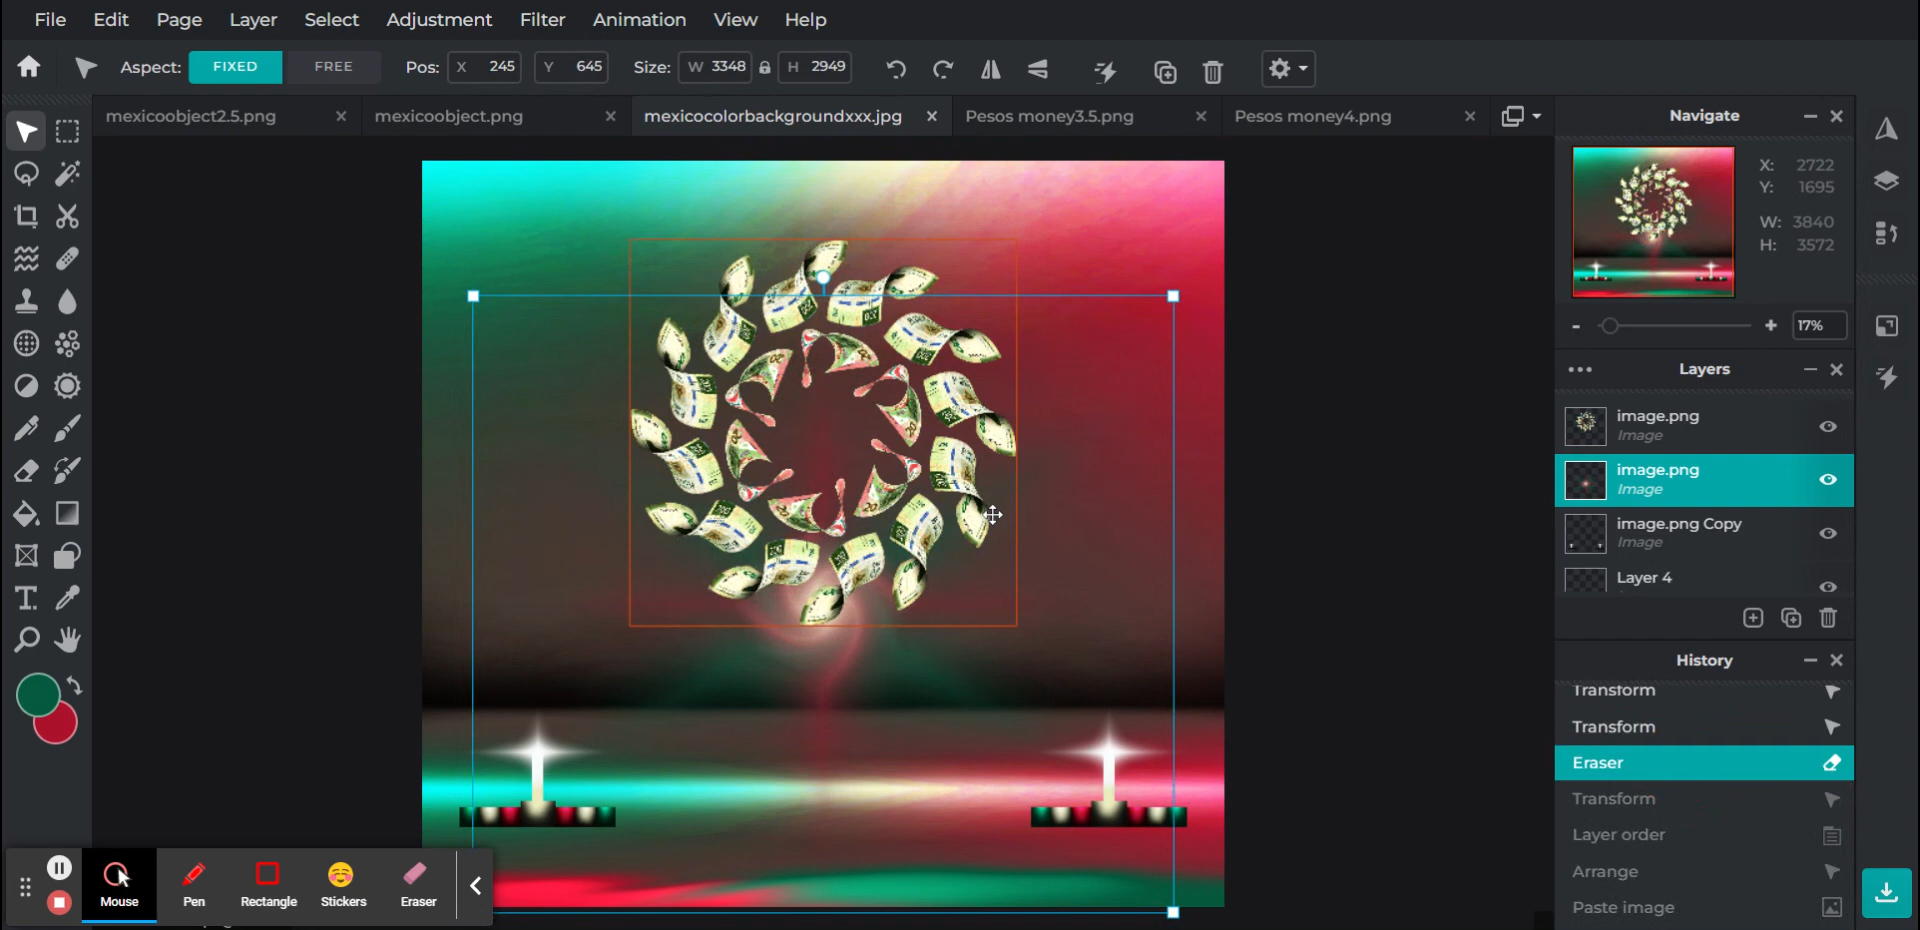 File Edit Page Layer Select Adjustment Filter Animation View Help
Aspect: FIXED FREE Pos: X 245 Y 645 Size: W 3348 H 2949
mexicoobject2.5.png mexicoobject.png mexicocolorbackgroundxxx.jpg Pesos money3.5.png Pesos money4.png
Navigate
X: 2722
Y: 1695
W: 3840
H: 3572
- + 17%
Layers
image.png
Image
image.png
Image
image.png Copy
Image
Layer 4
History
Transform
Transform
Eraser
Transform
Layer order
Arrange
Paste image
Mouse Pen Rectangle Stickers Eraser